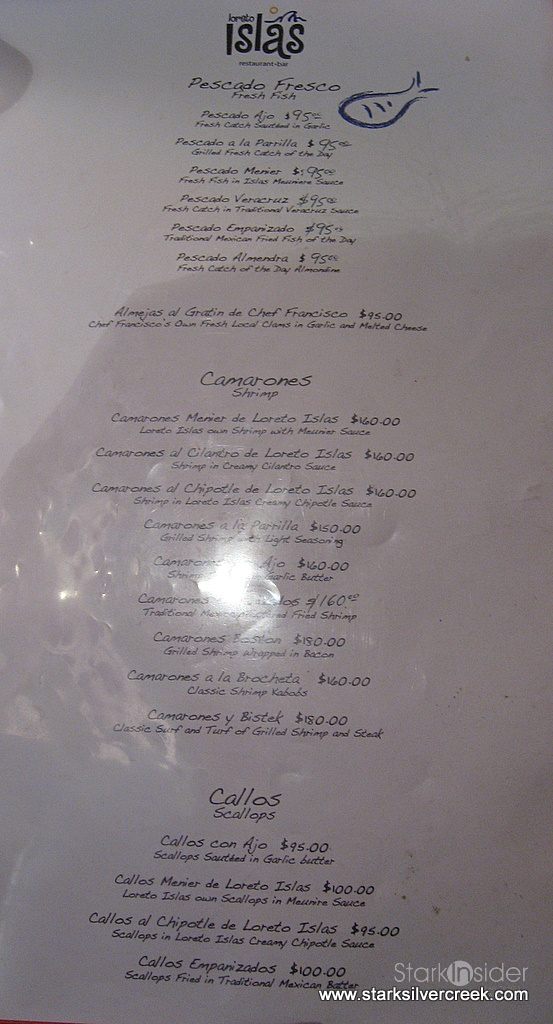 loreto
islas
restaurant•bar
Pescado Fresco
Fresh Fish
Pescado Ajo $95.00
Fresh Catch Sautéed in Garlic
Pescado a la Parrilla $95.00
Grilled Fresh Catch of the Day
Pescado Menier $95.00
Fresh Fish in Islas Meuniere Sauce
Pescado Veracruz $95.00
Fresh Catch in Traditional Veracruz Sauce
Pescado Empanizado $95.00
Traditional Mexican Fried Fish of the Day
Pescado Almendra $95.00
Fresh Catch of the Day Almondine
Almejas al Gratin de Chef Francisco $95.00
Chef Francisco's Own Fresh Local Clams in Garlic and Melted Cheese
Camarones
Shrimp
Camarones Menier de Loreto Islas $160.00
Loreto Islas own Shrimp with Meunier Sauce
Camarones al Cilantro de Loreto Islas $160.00
Shrimp in Creamy Cilantro Sauce
Camarones al Chipotle de Loreto Islas $160.00
Shrimp in Loreto Islas Creamy Chipotle Sauce
Camarones a la Parrilla $150.00
Grilled Shrimp with Light Seasoning
Camarones Ajo $160.00
Shrimp Garlic Butter
Camarones $160.00
Traditional Fried Shrimp
Camarones Boston $180.00
Grilled Shrimp Wrapped in Bacon
Camarones a la Brocheta $160.00
Classic Shrimp Kabobs
Camarones y Bistek $180.00
Classic Surf and Turf of Grilled Shrimp and Steak
Callos
Scallops
Callos con Ajo $95.00
Scallops Sautéed in Garlic butter
Callos Menier de Loreto Islas $100.00
Loreto Islas own Scallops in Meunire Sauce
Callos al Chipotle de Loreto Islas $95.00
Scallops in Loreto Islas Creamy Chipotle Sauce
Callos Empanizados $100.00
Scallops Fried in Traditional Mexican Batter
StarkInsider
www.starksilvercreek.com